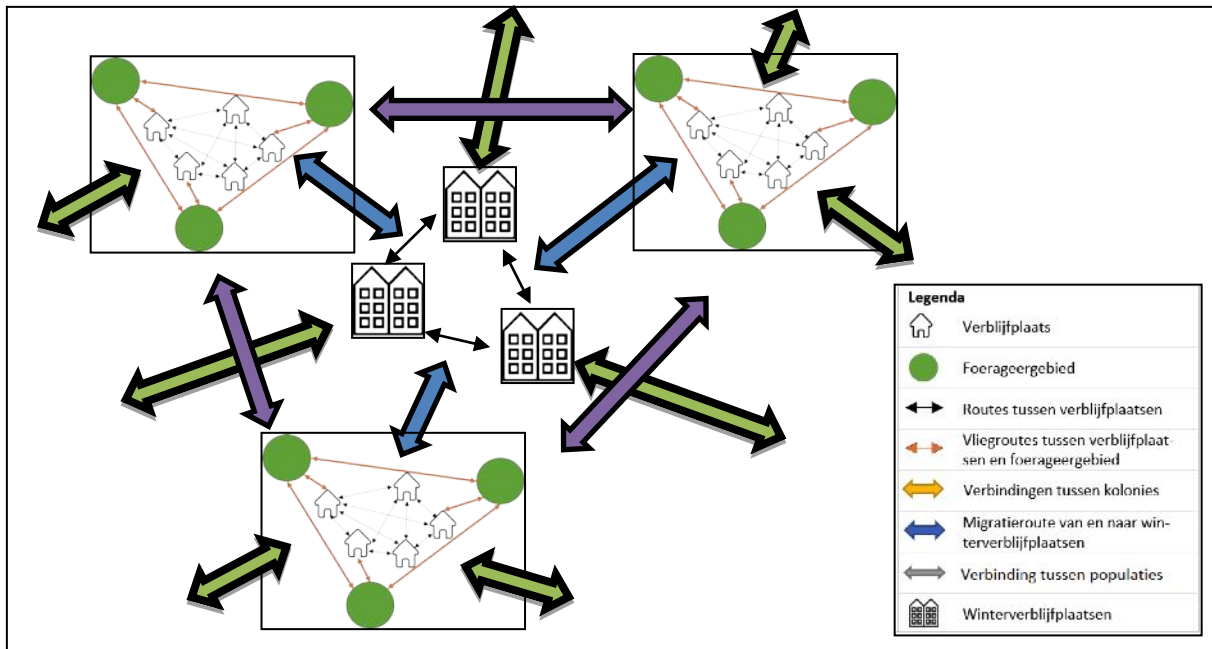 Legenda
Verblijfplaats
Foerageergebied
Routes tussen verblijfplaatsen
Vliegroutes tussen verblijfplaat-
sen en foerageergebied
Verbindingen tussen kolonies
Migratieroute van en naar win-
terverblijfplaatsen
Verbinding tussen populaties
Winterverblijfplaatsen